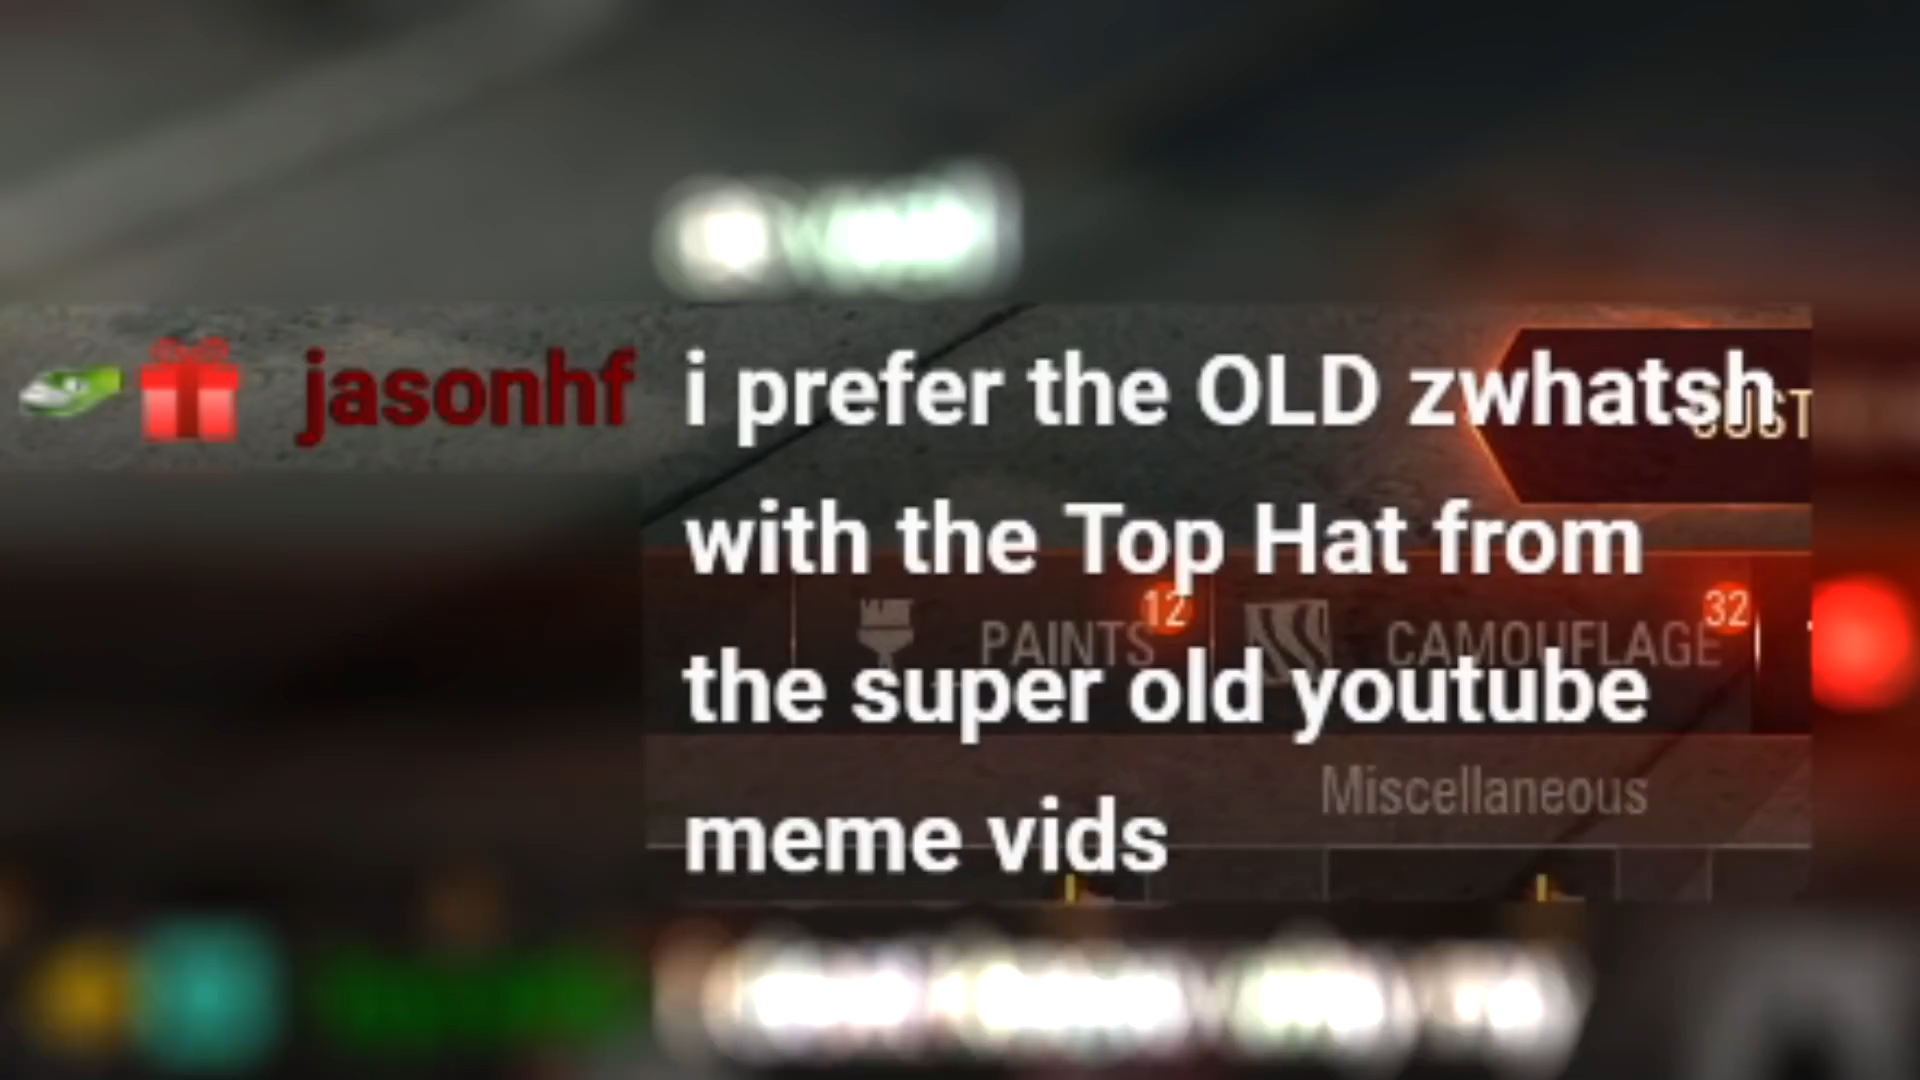 jasonhf i prefer the OLD zwhatsh
with the Top Hat from
the super old youtube
meme vids
PAINTS 12
CAMOUFLAGE 32
Miscellaneous